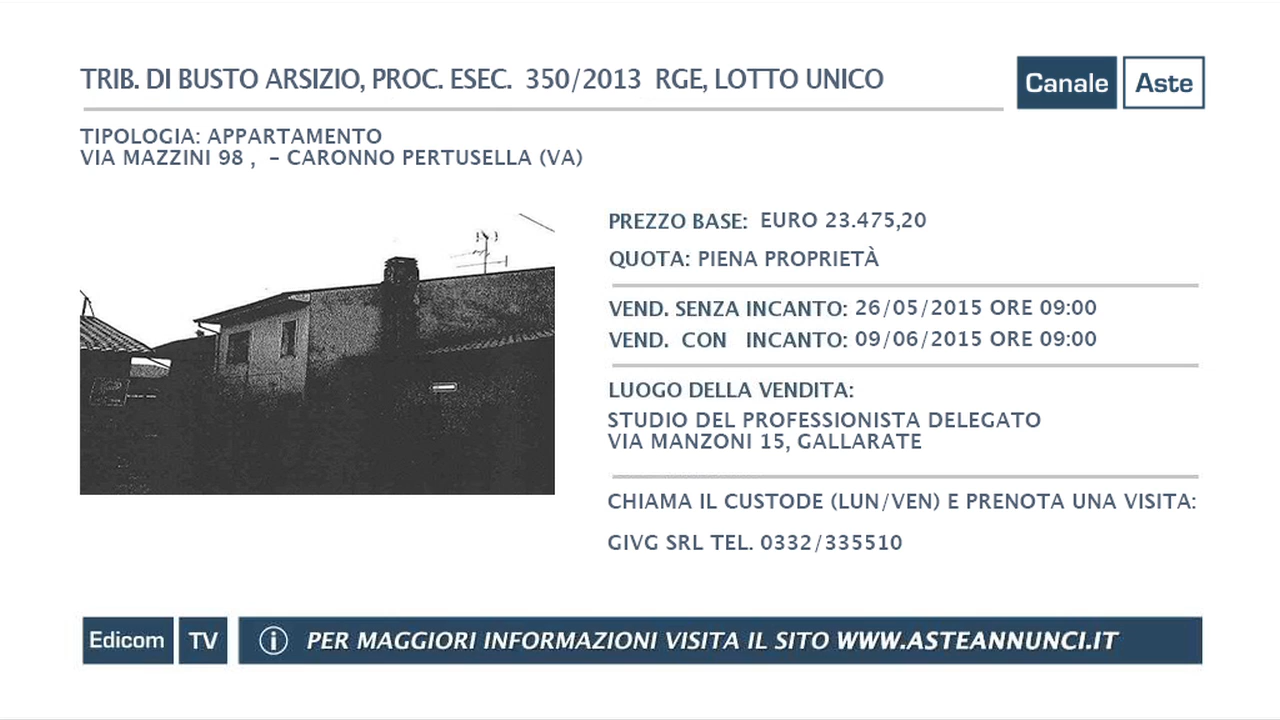 TRIB. DI BUSTO ARSIZIO, PROC. ESEC. 350/2013 RGE, LOTTO UNICO
Canale Aste
TIPOLOGIA: APPARTAMENTO
VIA MAZZINI 98 , – CARONNO PERTUSELLA (VA)
PREZZO BASE: EURO 23.475,20
QUOTA: PIENA PROPRIETÀ
VEND. SENZA INCANTO: 26/05/2015 ORE 09:00
VEND. CON INCANTO: 09/06/2015 ORE 09:00
LUOGO DELLA VENDITA:
STUDIO DEL PROFESSIONISTA DELEGATO
VIA MANZONI 15, GALLARATE
CHIAMA IL CUSTODE (LUN/VEN) E PRENOTA UNA VISITA:
GIVG SRL TEL. 0332/335510
Edicom TV
PER MAGGIORI INFORMAZIONI VISITA IL SITO WWW.ASTEANNUNCI.IT